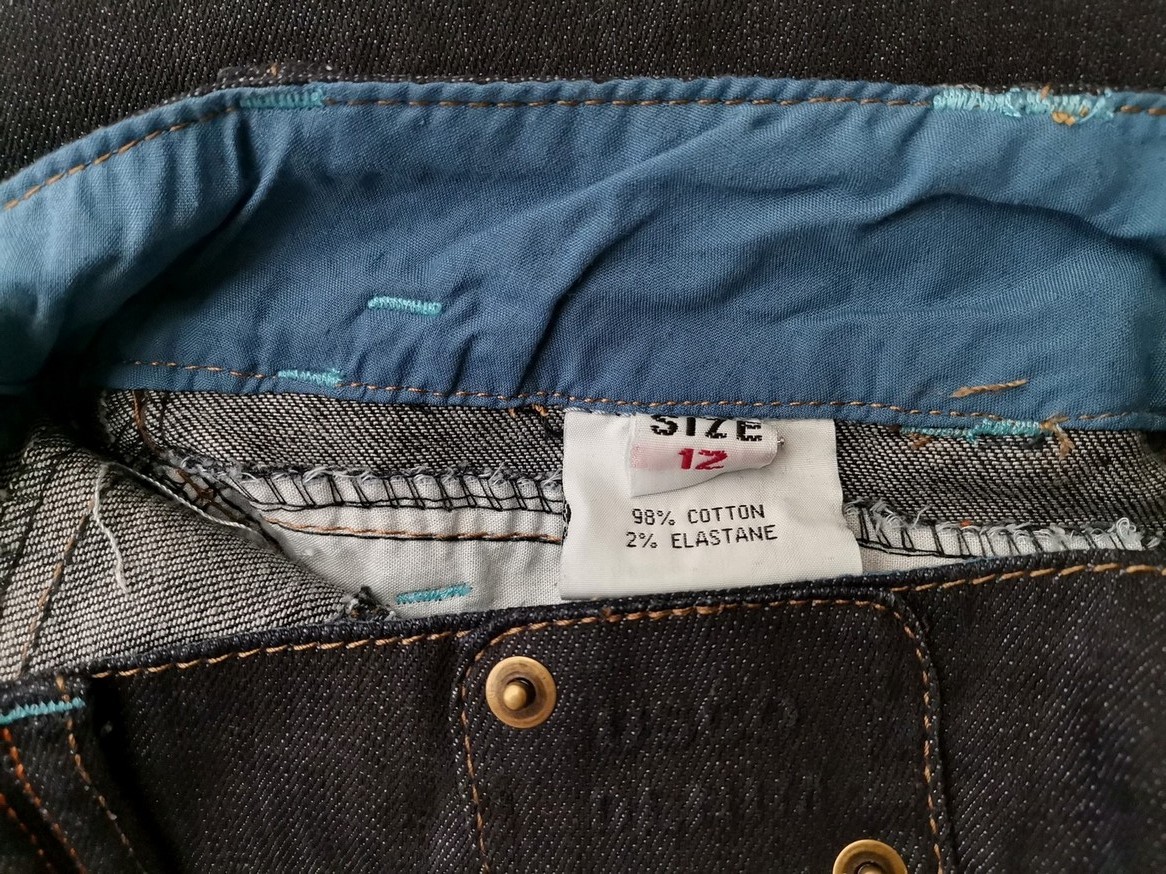 SIZE
12
98% COTTON
2% ELASTANE